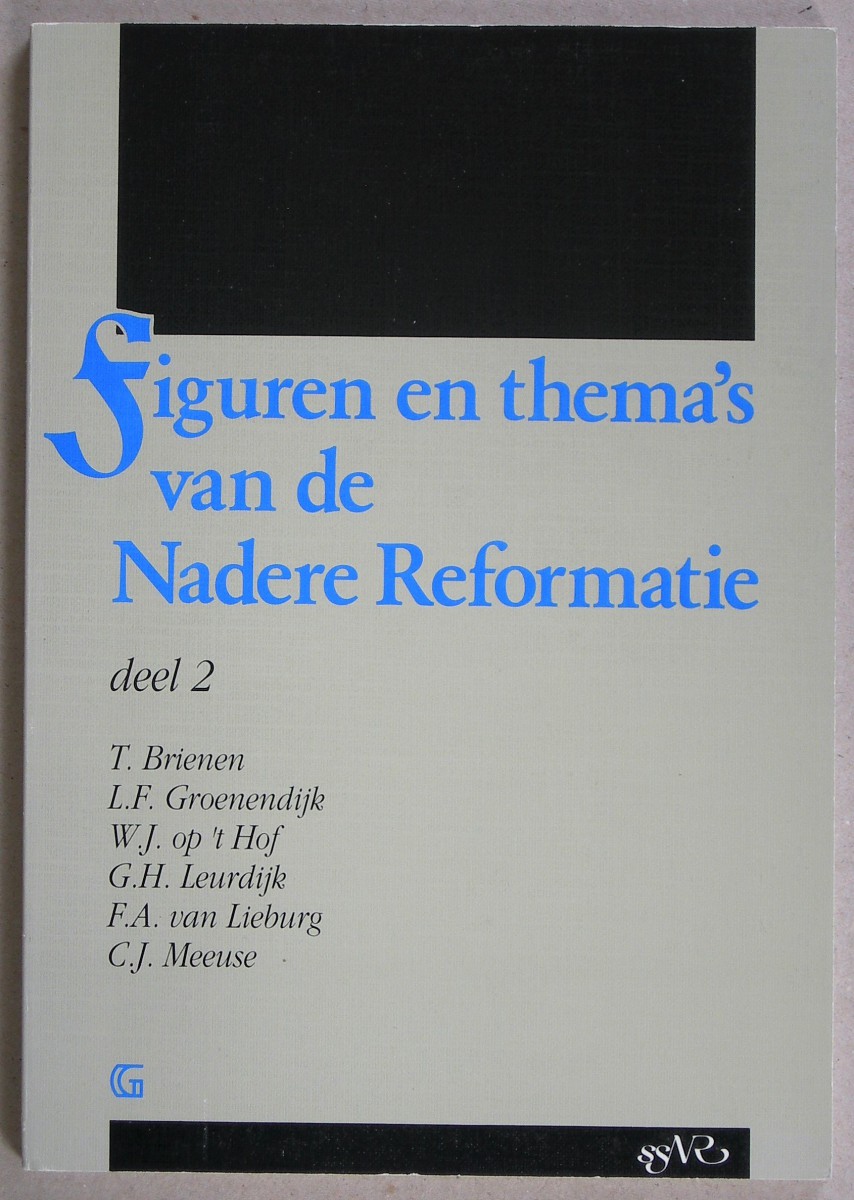 Figuren en thema's
van de
Nadere Reformatie
deel 2
T. Brienen
L.F. Groenendijk
W.J. op 't Hof
G.H. Leurdijk
F.A. van Lieburg
C.J. Meeuse
G
SSNR